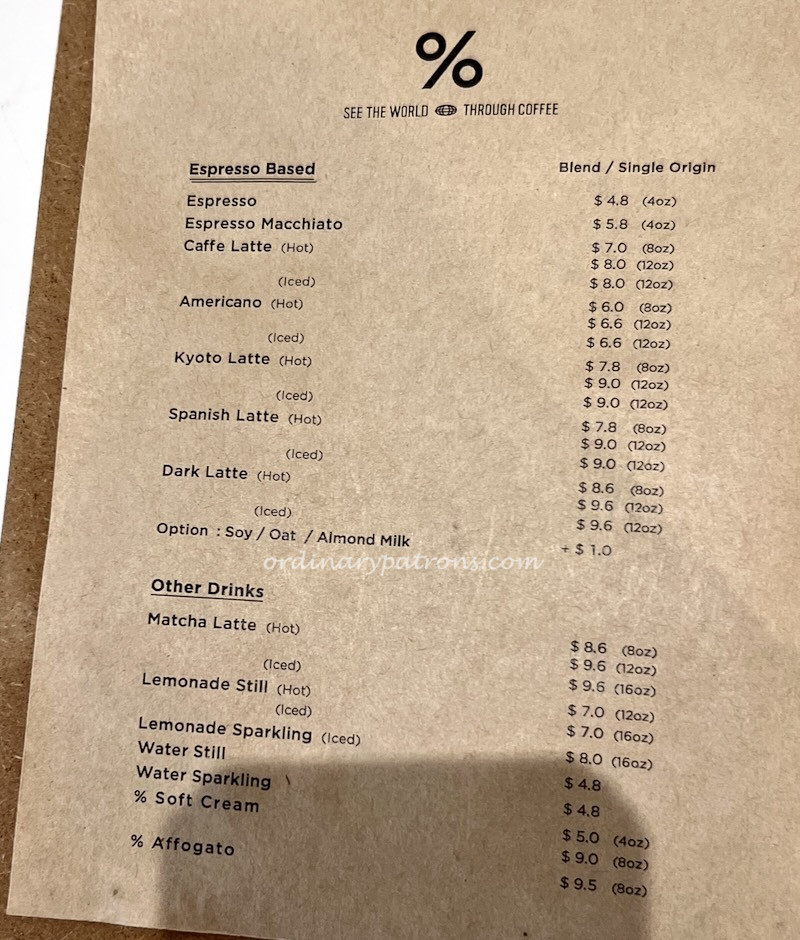 %
SEE THE WORLD THROUGH COFFEE
Espresso Based Blend / Single Origin
Espresso $ 4.8 (4oz)
Espresso Macchiato $ 5.8 (4oz)
Caffe Latte (Hot) $ 7.0 (8oz)
$ 8.0 (12oz)
(Iced) $ 8.0 (12oz)
Americano (Hot) $ 6.0 (8oz)
$ 6.6 (12oz)
(Iced) $ 6.6 (12oz)
Kyoto Latte (Hot) $ 7.8 (8oz)
$ 9.0 (12oz)
(Iced) $ 9.0 (12oz)
Spanish Latte (Hot) $ 7.8 (8oz)
$ 9.0 (12oz)
(Iced) $ 9.0 (12oz)
Dark Latte (Hot) $ 8.6 (8oz)
$ 9.6 (12oz)
(Iced) $ 9.6 (12oz)
Option : Soy / Oat / Almond Milk + $ 1.0
ordinarypatrons.com
Other Drinks
Matcha Latte (Hot) $ 8.6 (8oz)
$ 9.6 (12oz)
(Iced) $ 9.6 (16oz)
Lemonade Still (Hot) $ 7.0 (12oz)
(Iced) $ 7.0 (16oz)
Lemonade Sparkling (Iced) $ 8.0 (16oz)
Water Still $ 4.8
Water Sparkling $ 4.8
% Soft Cream $ 5.0 (4oz)
$ 9.0 (8oz)
% Affogato $ 9.5 (8oz)